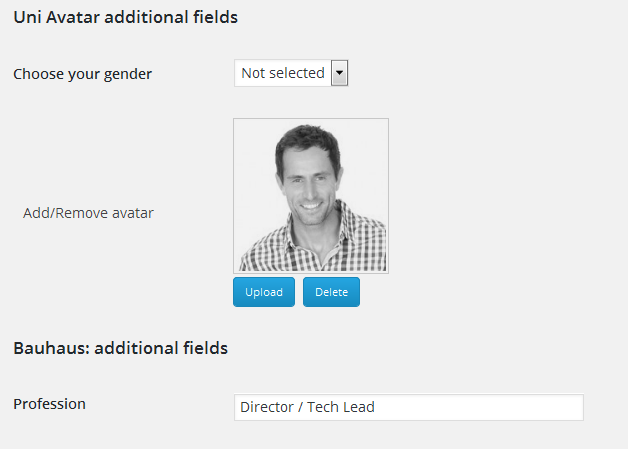 Uni Avatar additional fields
Choose your gender
Not selected
Add/Remove avatar
Upload
Delete
Bauhaus: additional fields
Profession
Director / Tech Lead